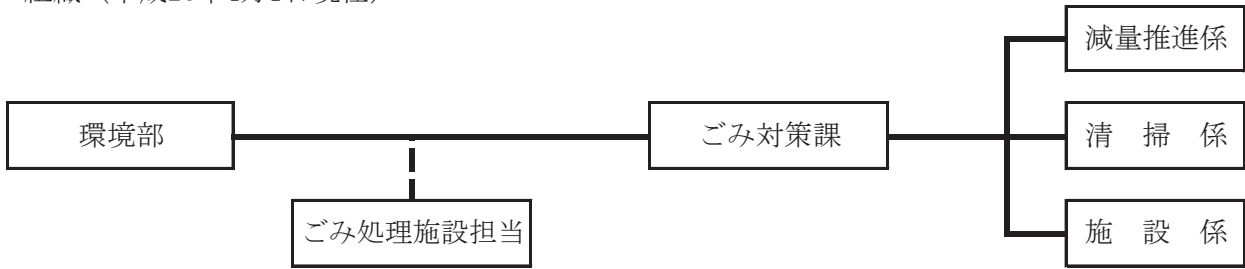 減量推進係
環境部
ごみ対策課
清 掃 係
ごみ処理施設担当
施 設 係